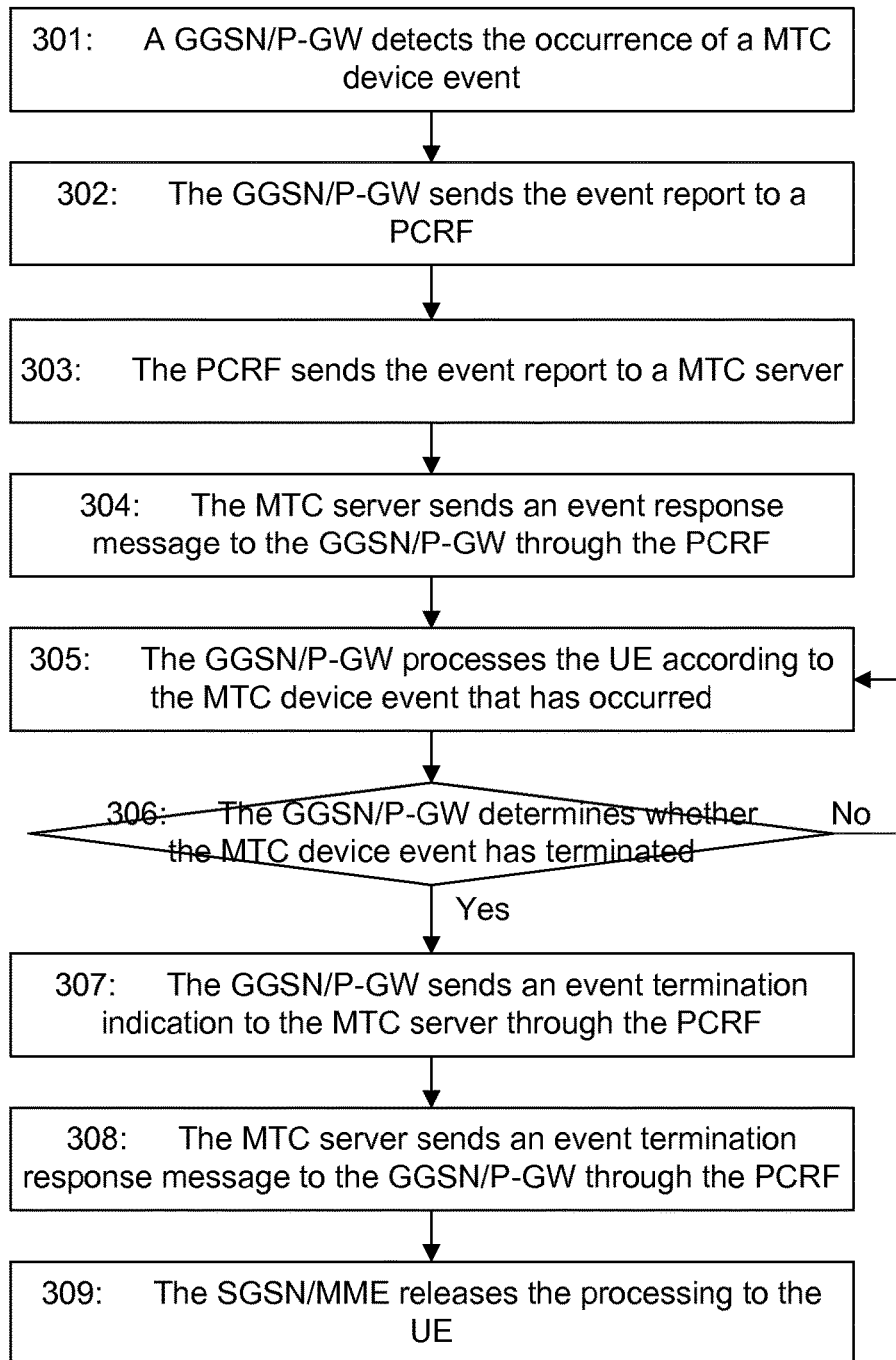 301: A GGSN/P-GW detects the occurrence of a MTC
device event
302: The GGSN/P-GW sends the event report to a
PCRF
303: The PCRF sends the event report to a MTC server
304: The MTC server sends an event response
message to the GGSN/P-GW through the PCRF
305: The GGSN/P-GW processes the UE according to
the MTC device event that has occurred
306: The GGSN/P-GW determines whether
the MTC device event has terminated
No
Yes
307: The GGSN/P-GW sends an event termination
indication to the MTC server through the PCRF
308: The MTC server sends an event termination
response message to the GGSN/P-GW through the PCRF
309: The SGSN/MME releases the processing to the
UE